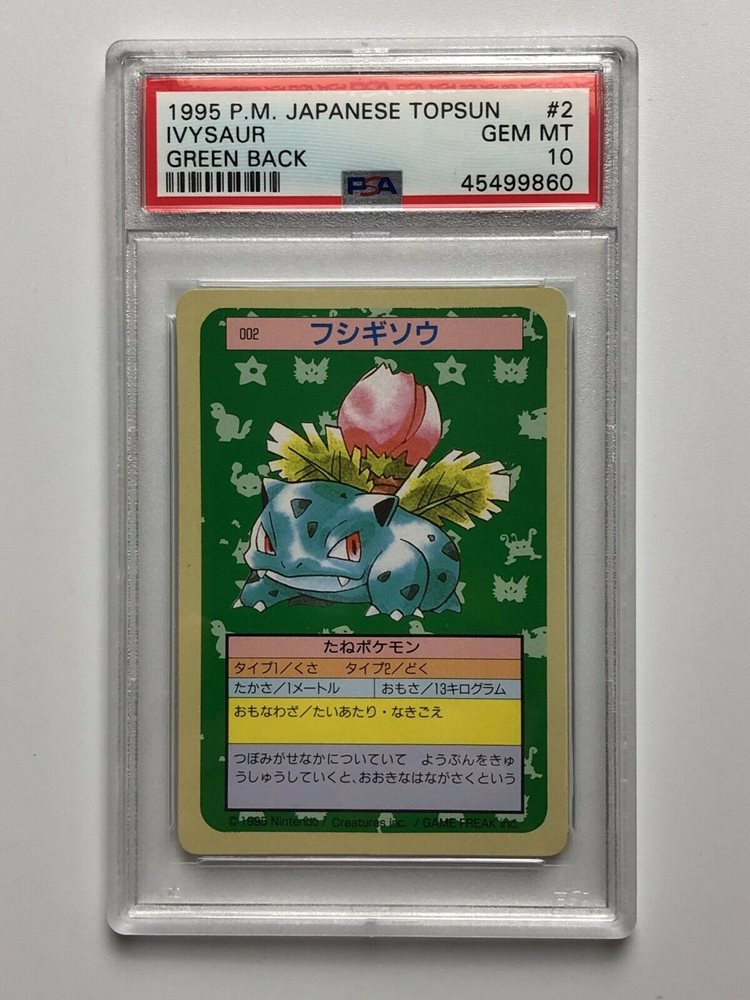 1995 P.M. JAPANESE TOPSUN #2
IVYSAUR GEM MT
GREEN BACK 10
PSA 45499860
002 フシギソウ
たねポケモン
タイプ1／くさ タイプ2／どく
たかさ／1メートル おもさ／13キログラム
おもなわざ／たいあたり・なきごえ
つぼみがせなかについていて ようぶんをきゅ
うしゅうしていくと、おおきなはながさくという
©1995 Nintendo / Creatures inc. / GAME FREAK inc.